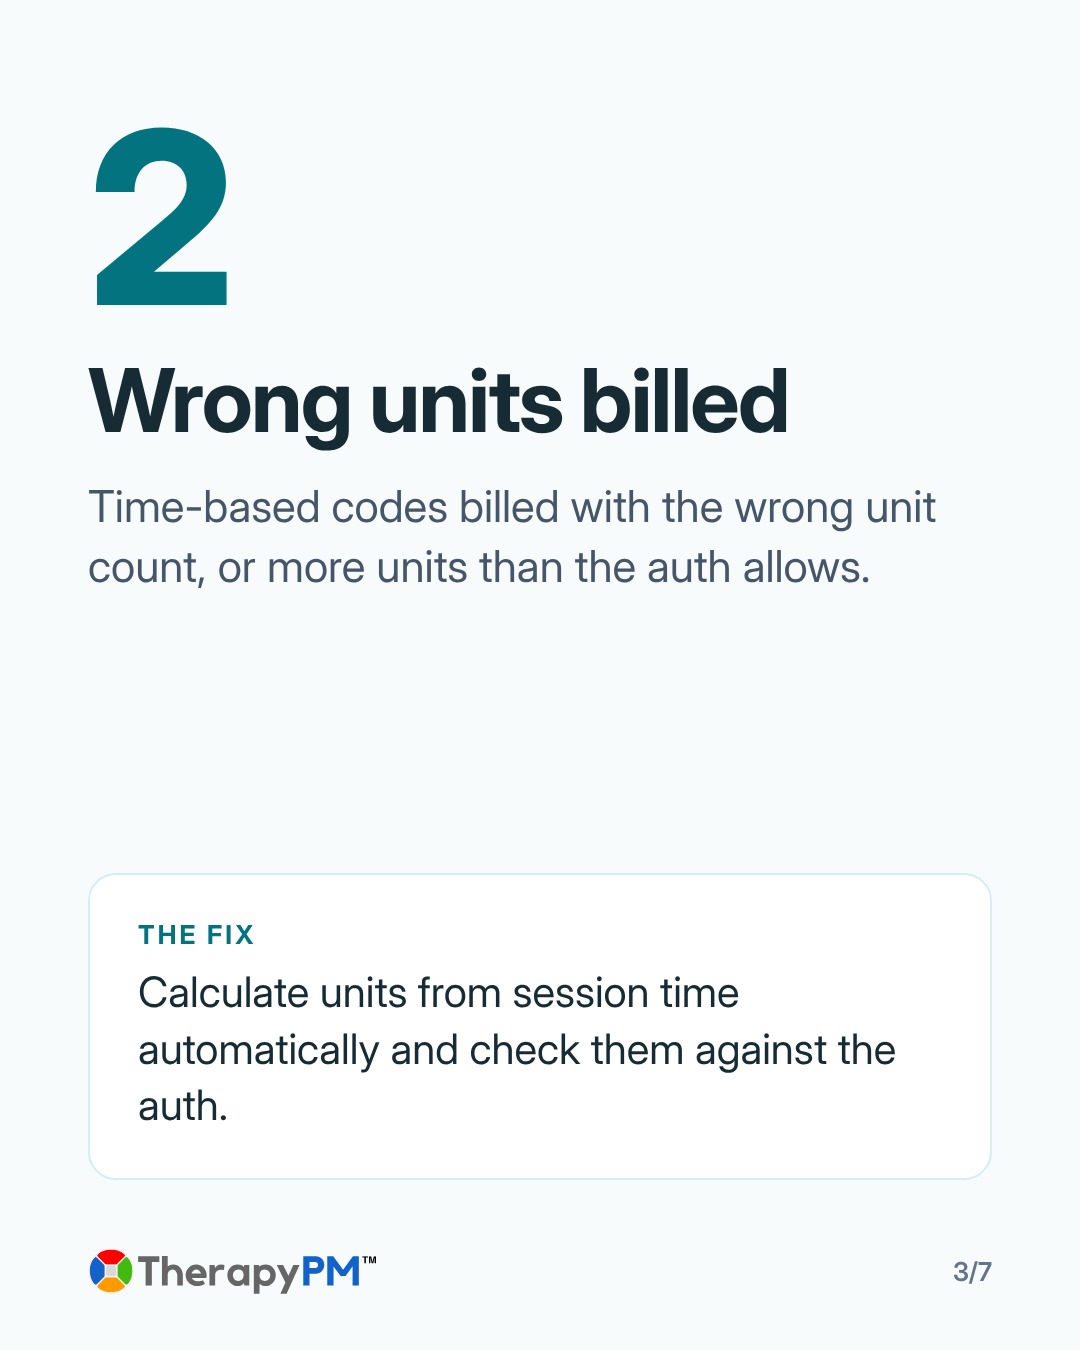 2
Wrong units billed
Time-based codes billed with the wrong unit
count, or more units than the auth allows.
THE FIX
Calculate units from session time
automatically and check them against the
auth.
TherapyPM™
3/7